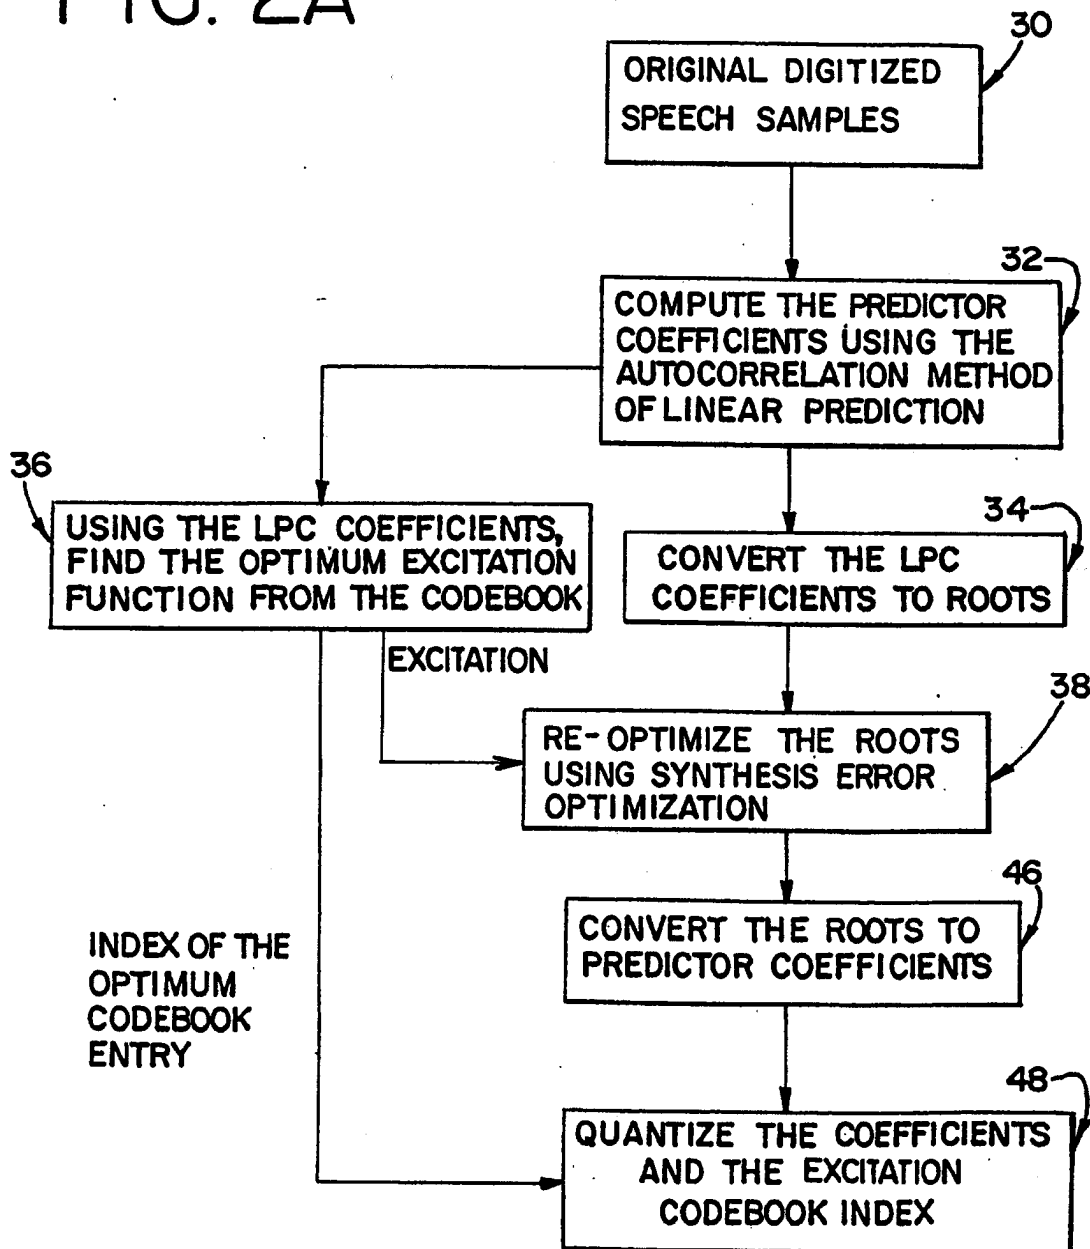 FIG. 2A
30
ORIGINAL DIGITIZED
SPEECH SAMPLES
32
COMPUTE THE PREDICTOR
COEFFICIENTS USING THE
AUTOCORRELATION METHOD
OF LINEAR PREDICTION
36
USING THE LPC COEFFICIENTS,
FIND THE OPTIMUM EXCITATION
FUNCTION FROM THE CODEBOOK
34
CONVERT THE LPC
COEFFICIENTS TO ROOTS
EXCITATION
38
RE-OPTIMIZE THE ROOTS
USING SYNTHESIS ERROR
OPTIMIZATION
46
CONVERT THE ROOTS TO
PREDICTOR COEFFICIENTS
INDEX OF THE
OPTIMUM
CODEBOOK
ENTRY
48
QUANTIZE THE COEFFICIENTS
AND THE EXCITATION
CODEBOOK INDEX